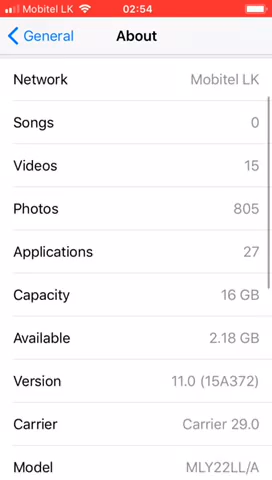 Mobitel LK 02:54
General About
Network Mobitel LK
Songs 0
Videos 15
Photos 805
Applications 27
Capacity 16 GB
Available 2.18 GB
Version 11.0 (15A372)
Carrier Carrier 29.0
Model MLY22LL/A